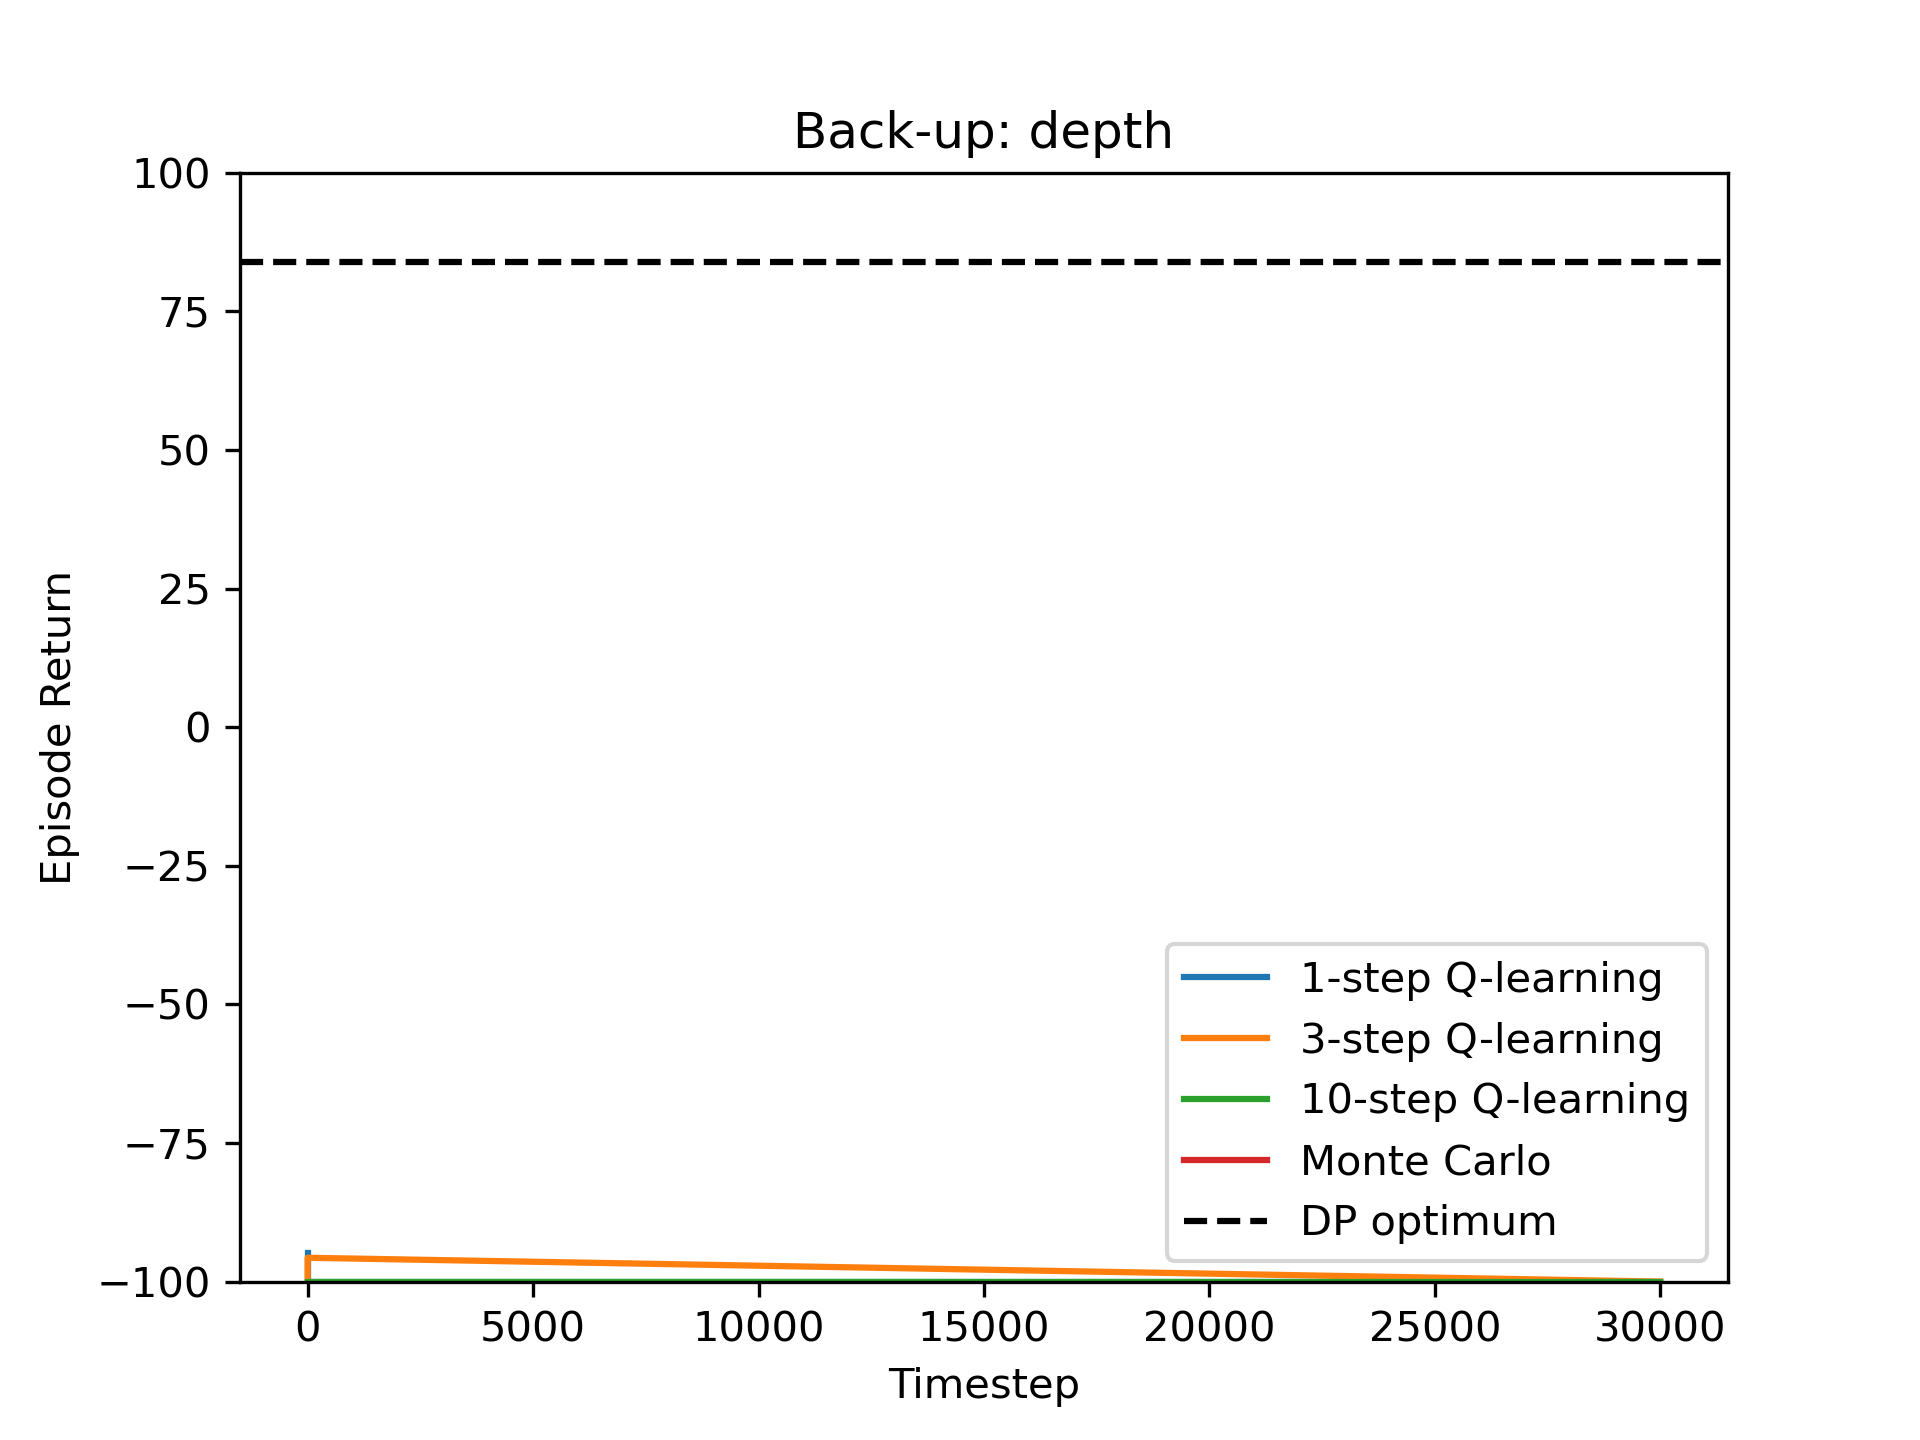 Back-up: depth
100
75
50
25
0
−25
−50
−75
−100
Episode Return
1-step Q-learning
3-step Q-learning
10-step Q-learning
Monte Carlo
DP optimum
0 5000 10000 15000 20000 25000 30000
Timestep